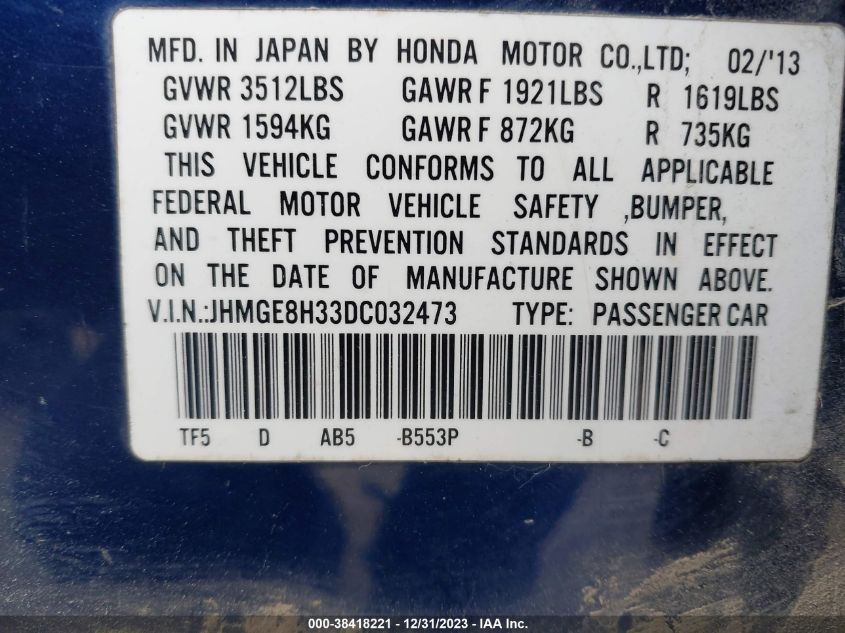 MFD. IN JAPAN BY HONDA MOTOR CO.,LTD; 02/'13
GVWR 3512LBS GAWR F 1921LBS R 1619LBS
GVWR 1594KG GAWR F 872KG R 735KG
THIS VEHICLE CONFORMS TO ALL APPLICABLE
FEDERAL MOTOR VEHICLE SAFETY ,BUMPER,
AND THEFT PREVENTION STANDARDS IN EFFECT
ON THE DATE OF MANUFACTURE SHOWN ABOVE.
V.I.N.:JHMGE8H33DC032473 TYPE: PASSENGER CAR
TF5 D AB5 -B553P -B -C
000-38418221 - 12/31/2023 - IAA Inc.